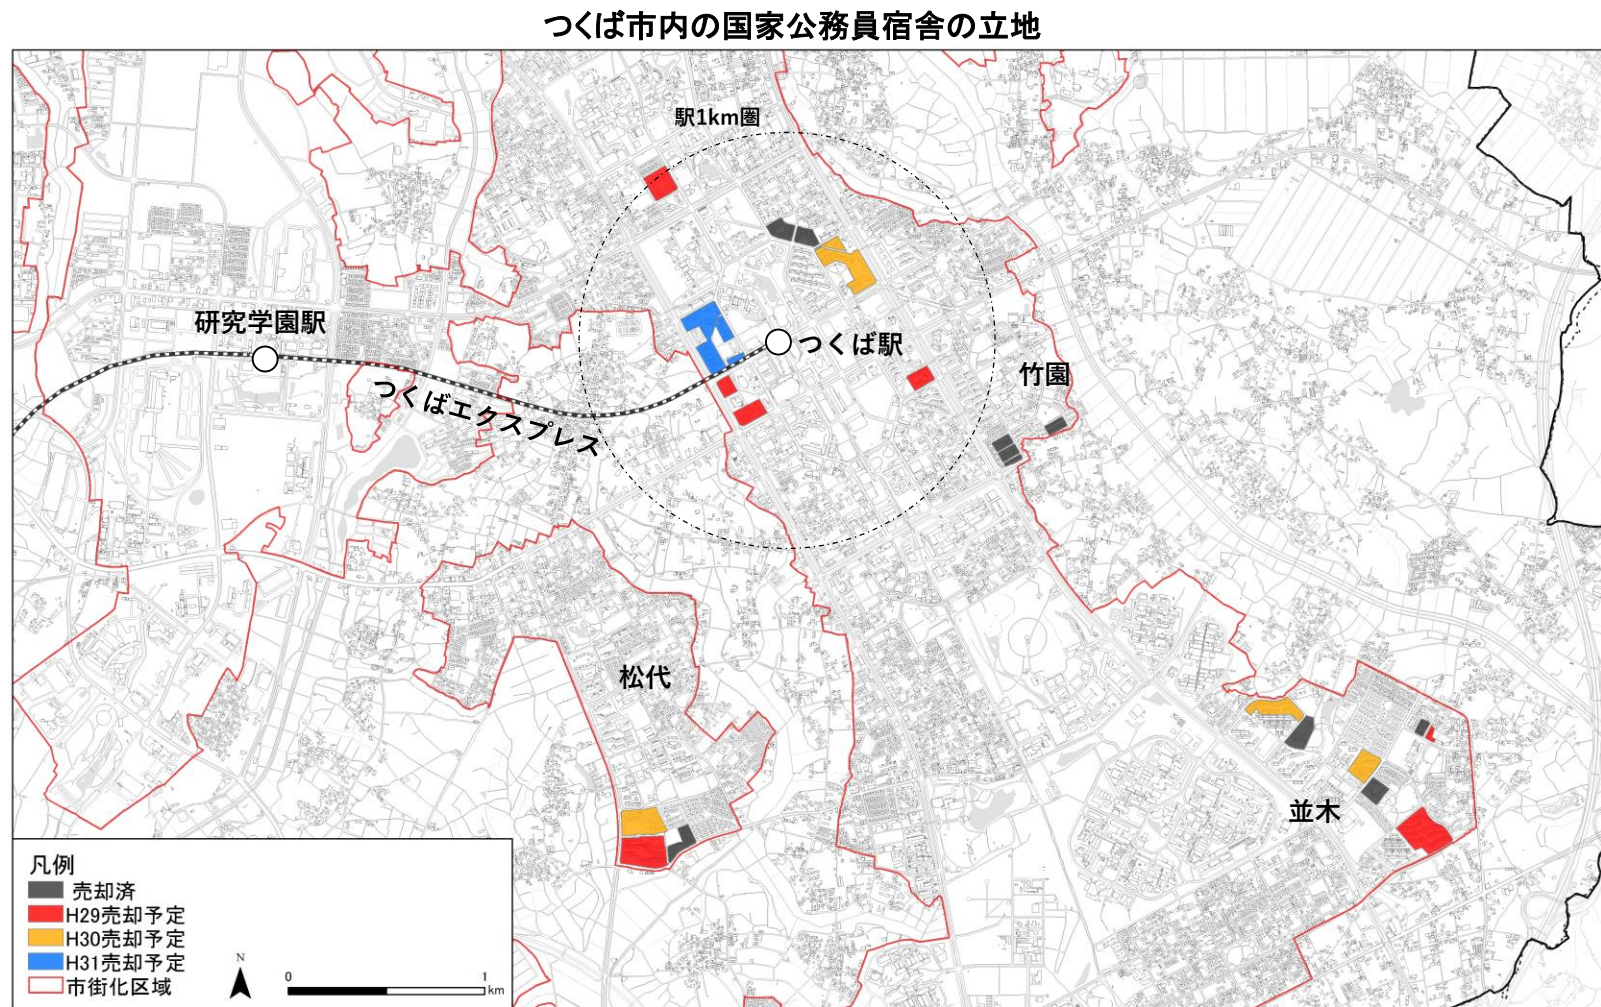 つくば市内の国家公務員宿舎の立地
駅1km圏
研究学園駅
つくば駅
竹園
つくばエクスプレス
松代
並木
凡例
売却済
H29売却予定
H30売却予定
H31売却予定
市街化区域
N
0 1
km